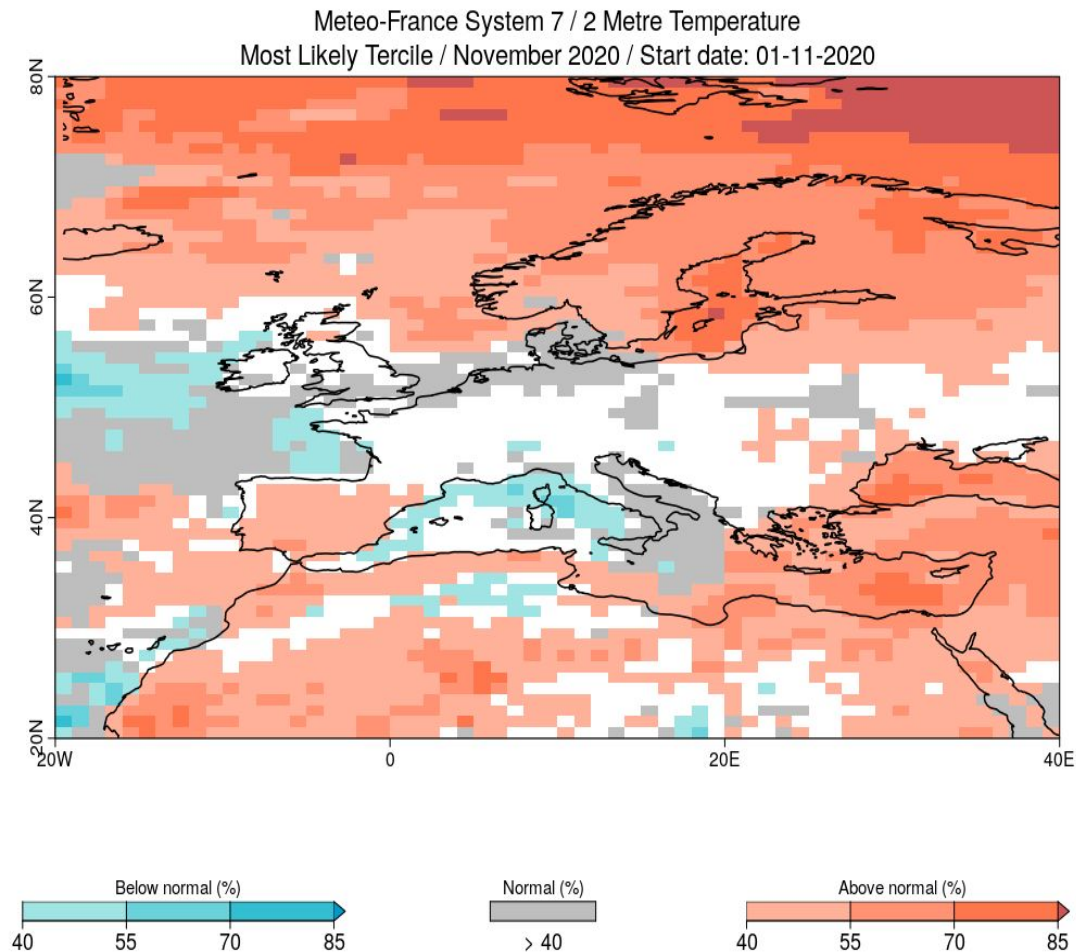 Meteo-France System 7 / 2 Metre Temperature
Most Likely Tercile / November 2020 / Start date: 01-11-2020
80N
60N
40N
20N
20W 0 20E 40E
Below normal (%) Normal (%) Above normal (%)
40 55 70 85 > 40 40 55 70 85